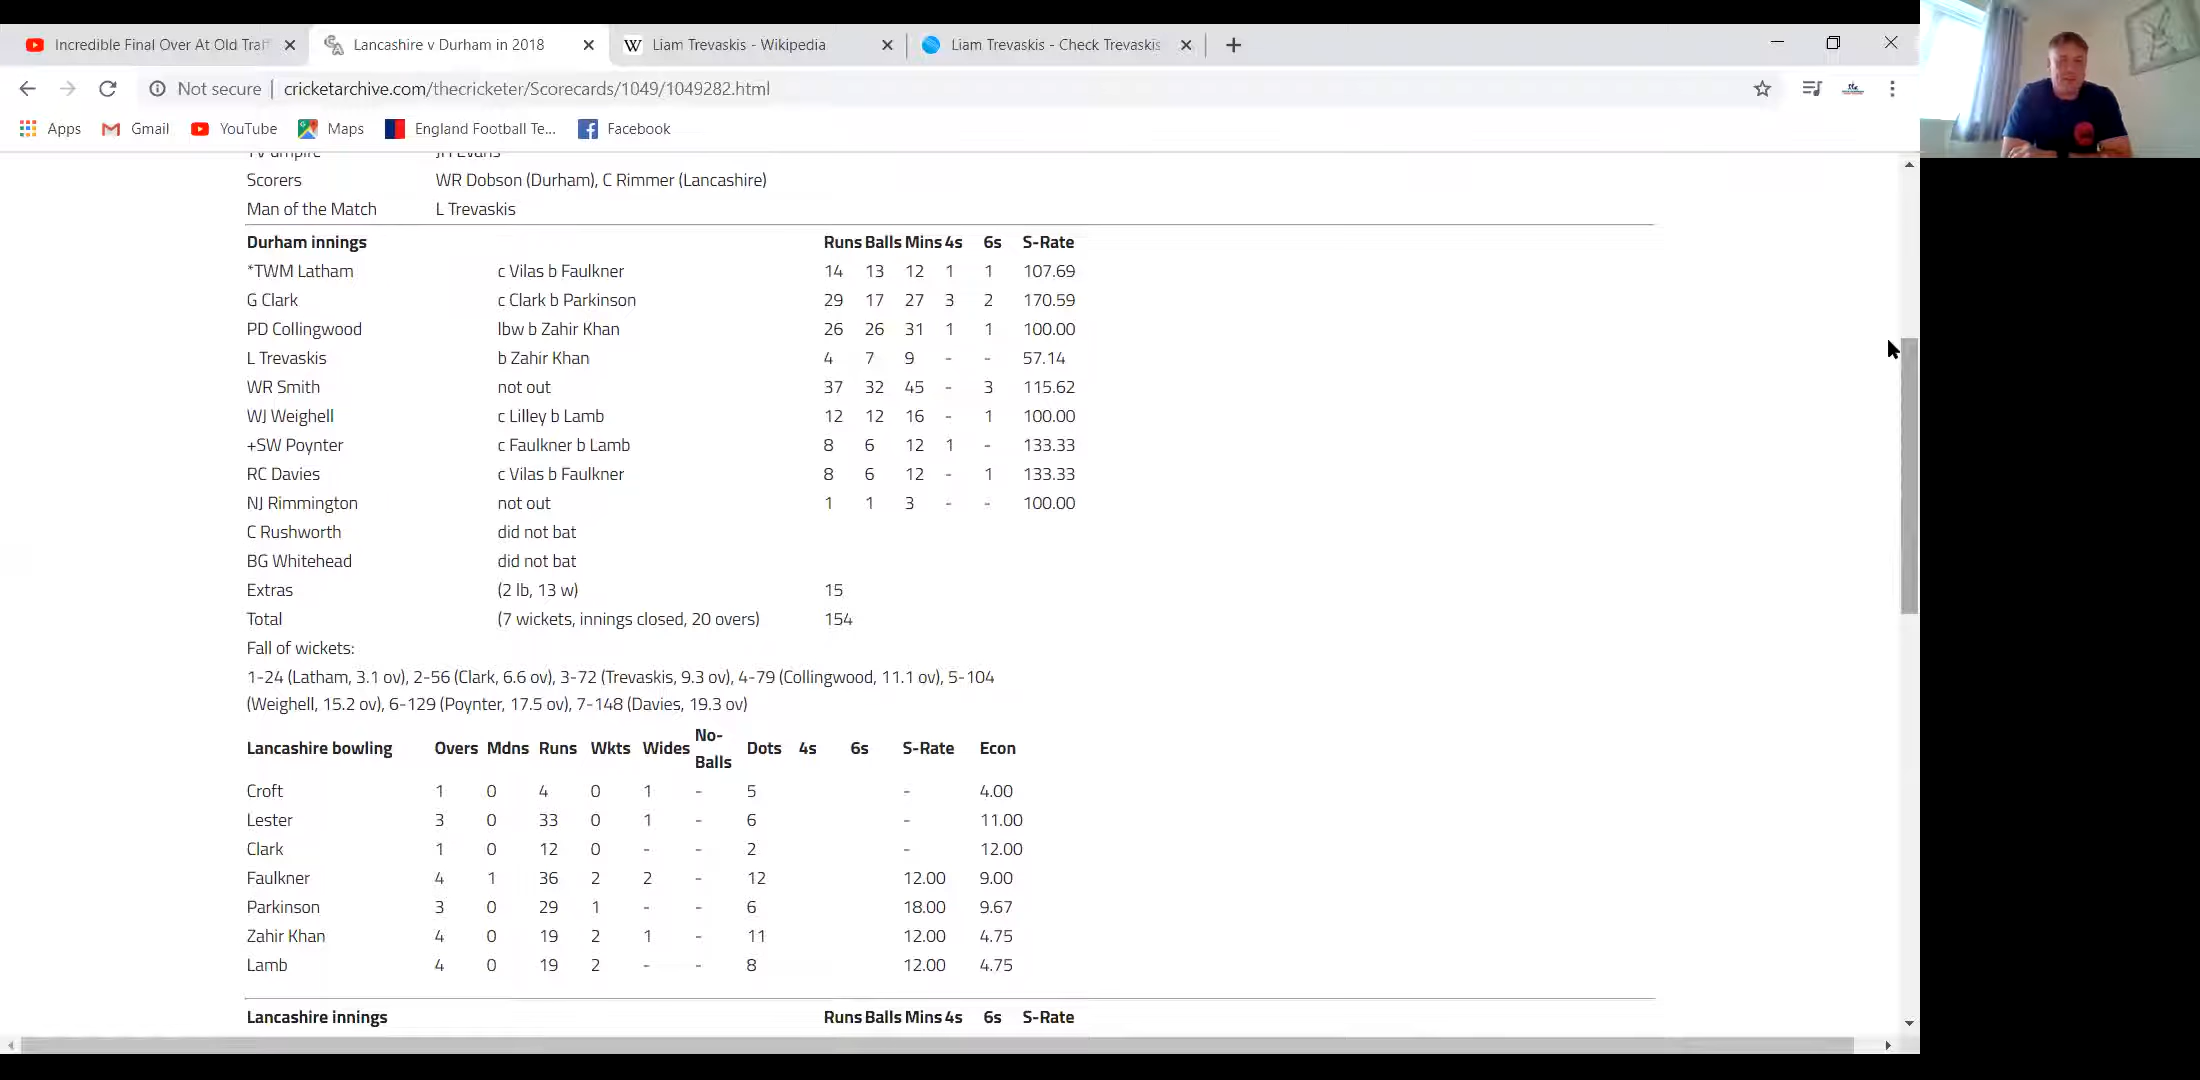 Incredible Final Over At Old Traf
Lancashire v Durham in 2018
Liam Trevaskis - Wikipedia
Liam Trevaskis - Check Trevaskis
Not secure | cricketarchive.com/thecricketer/Scorecards/1049/1049282.html
Apps Gmail YouTube Maps England Football Te... Facebook
TV umpire JH Evans
Scorers WR Dobson (Durham), C Rimmer (Lancashire)
Man of the Match L Trevaskis
Durham innings Runs Balls Mins 4s 6s S-Rate
*TWM Latham c Vilas b Faulkner 14 13 12 1 1 107.69
G Clark c Clark b Parkinson 29 17 27 3 2 170.59
PD Collingwood lbw b Zahir Khan 26 26 31 1 1 100.00
L Trevaskis b Zahir Khan 4 7 9 - - 57.14
WR Smith not out 37 32 45 - 3 115.62
WJ Weighell c Lilley b Lamb 12 12 16 - 1 100.00
+SW Poynter c Faulkner b Lamb 8 6 12 1 - 133.33
RC Davies c Vilas b Faulkner 8 6 12 - 1 133.33
NJ Rimmington not out 1 1 3 - - 100.00
C Rushworth did not bat
BG Whitehead did not bat
Extras (2 lb, 13 w) 15
Total (7 wickets, innings closed, 20 overs) 154
Fall of wickets:
1-24 (Latham, 3.1 ov), 2-56 (Clark, 6.6 ov), 3-72 (Trevaskis, 9.3 ov), 4-79 (Collingwood, 11.1 ov), 5-104
(Weighell, 15.2 ov), 6-129 (Poynter, 17.5 ov), 7-148 (Davies, 19.3 ov)
Lancashire bowling Overs Mdns Runs Wkts Wides No-Balls Dots 4s 6s S-Rate Econ
Croft 1 0 4 0 1 - 5 - 4.00
Lester 3 0 33 0 1 - 6 - 11.00
Clark 1 0 12 0 - - 2 - 12.00
Faulkner 4 1 36 2 2 - 12 12.00 9.00
Parkinson 3 0 29 1 - - 6 18.00 9.67
Zahir Khan 4 0 19 2 1 - 11 12.00 4.75
Lamb 4 0 19 2 - - 8 12.00 4.75
Lancashire innings Runs Balls Mins 4s 6s S-Rate